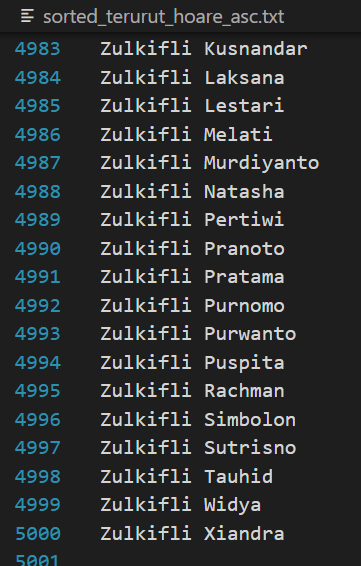 sorted_terurut_hoare_asc.txt
4983 Zulkifli Kusnandar
4984 Zulkifli Laksana
4985 Zulkifli Lestari
4986 Zulkifli Melati
4987 Zulkifli Murdiyanto
4988 Zulkifli Natasha
4989 Zulkifli Pertiwi
4990 Zulkifli Pranoto
4991 Zulkifli Pratama
4992 Zulkifli Purnomo
4993 Zulkifli Purwanto
4994 Zulkifli Puspita
4995 Zulkifli Rachman
4996 Zulkifli Simbolon
4997 Zulkifli Sutrisno
4998 Zulkifli Tauhid
4999 Zulkifli Widya
5000 Zulkifli Xiandra
5001